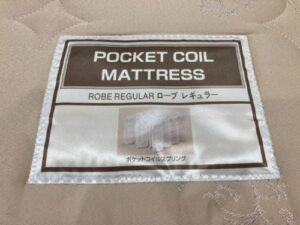 POCKET COIL
MATTRESS
ROBE REGULAR ローブ レギュラー
ポケットコイルスプリング